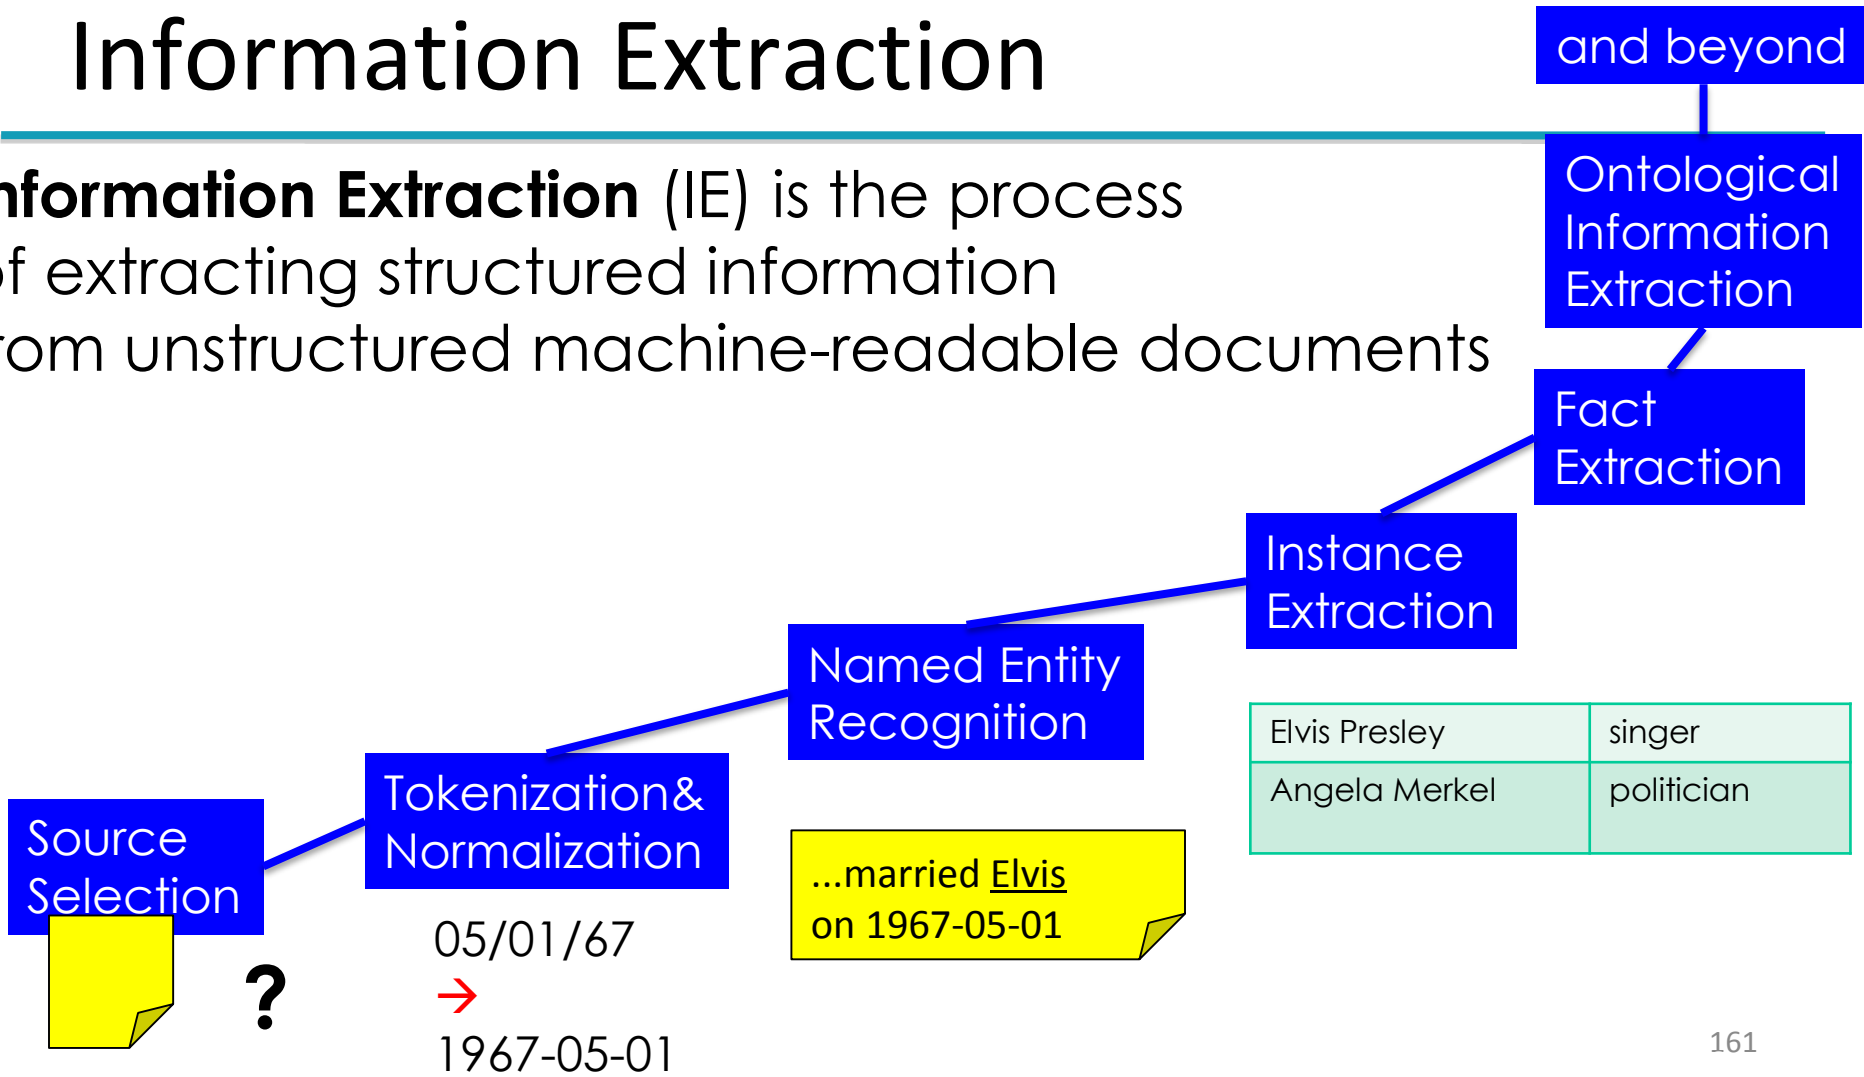 Information Extraction
and beyond
nformation Extraction (IE) is the process
of extracting structured information
rom unstructured machine-readable documents
Ontological
Information
Extraction
Fact
Extraction
Instance
Extraction
Named Entity
Recognition
Elvis Presley singer
Angela Merkel politician
Tokenization&
Normalization
Source
Selection
...married Elvis
on 1967-05-01
?
05/01/67
→
1967-05-01
161